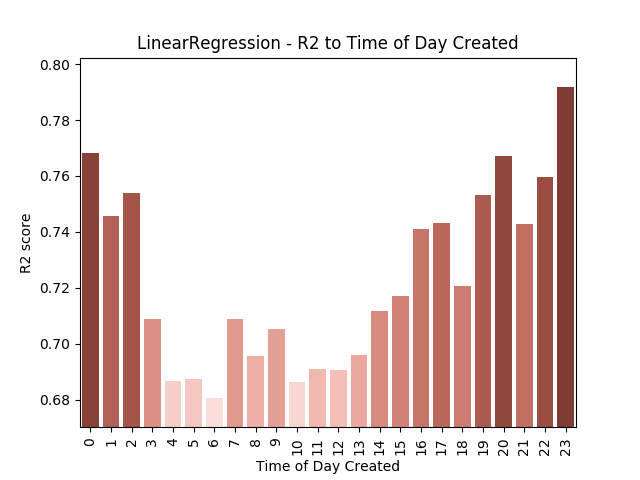 LinearRegression - R2 to Time of Day Created
0.80
0.78
0.76
0.74
0.72
0.70
0.68
R2 score
0 1 2 3 4 5 6 7 8 9 10 11 12 13 14 15 16 17 18 19 20 21 22 23
Time of Day Created